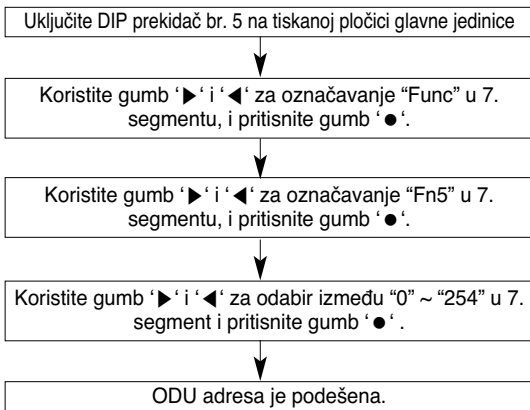 Uključite DIP prekidač br. 5 na tiskanoj pločici glavne jedinice
Koristite gumb ‘▶‘ i ‘◀‘ za označavanje “Func” u 7.
segmentu, i pritisnite gumb ‘●‘.
Koristite gumb ‘▶‘ i ‘◀‘ za označavanje “Fn5” u 7.
segmentu, i pritisnite gumb ‘●‘.
Koristite gumb ‘▶‘ i ‘◀‘ za odabir između “0” ~ “254” u 7.
segment i pritisnite gumb ‘●‘ .
ODU adresa je podešena.